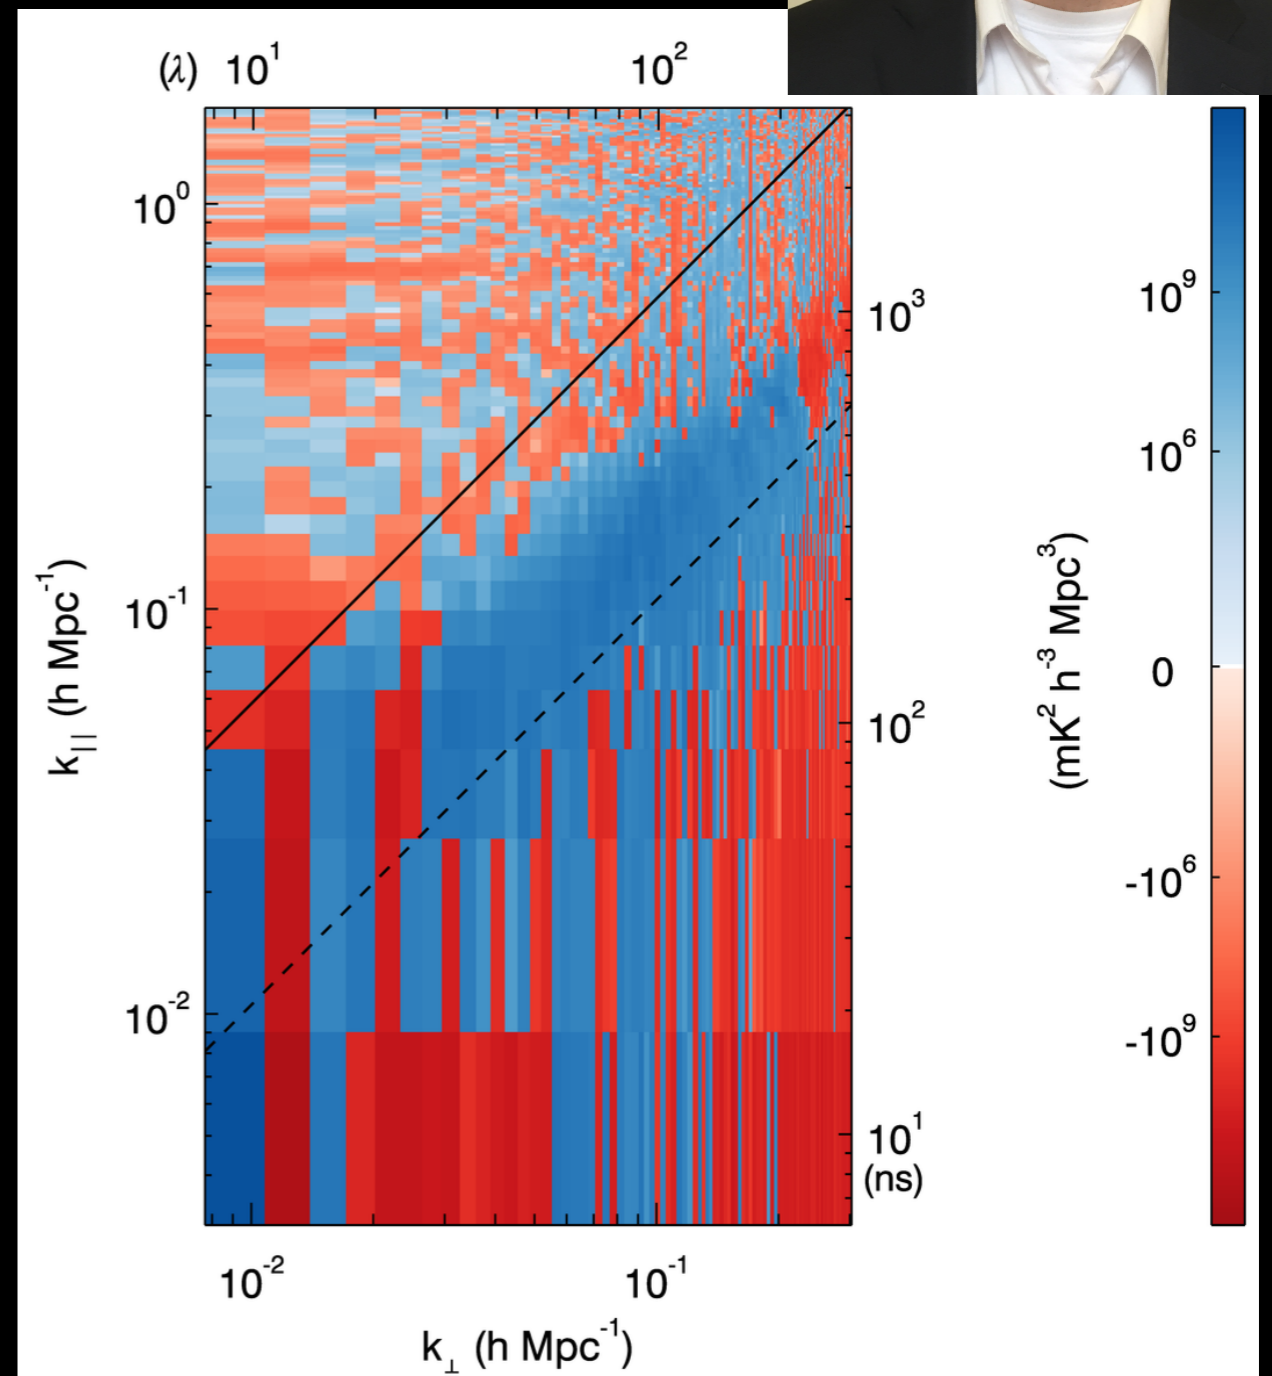 (λ) 10¹ 10²
10⁰
10⁻¹
10⁻²
k|| (h Mpc⁻¹)
10³
10²
10¹
(ns)
10⁻² 10⁻¹
k⊥ (h Mpc⁻¹)
(mK² h⁻³ Mpc³)
10⁹
10⁶
0
-10⁶
-10⁹